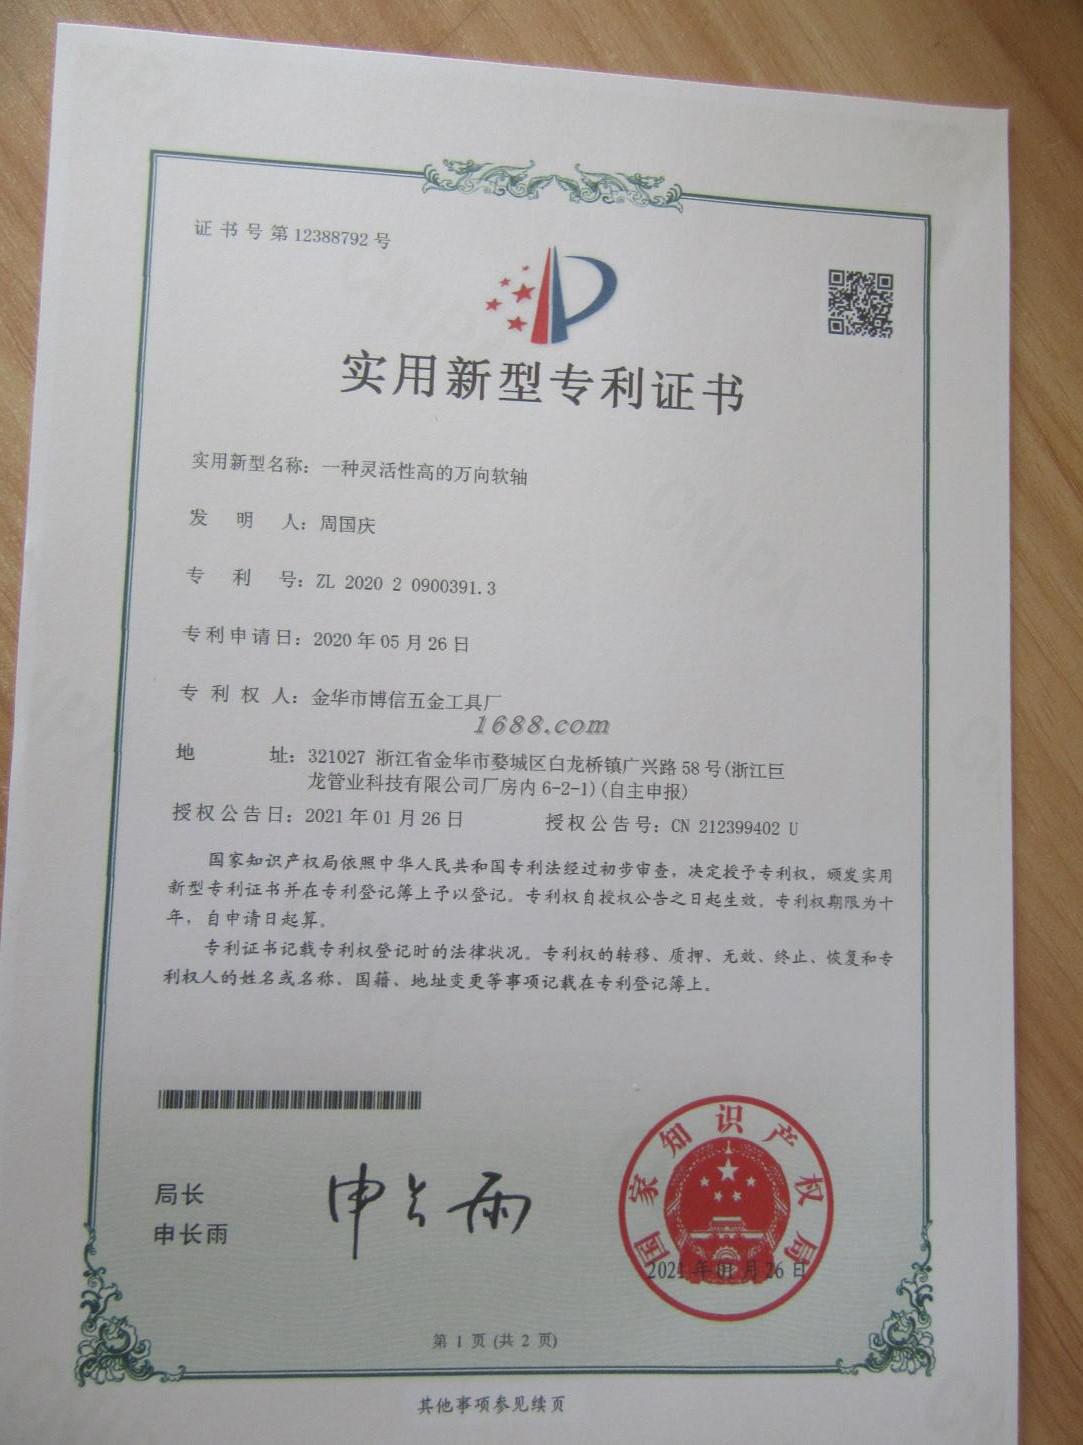 证书号第12388792号
实用新型专利证书
实用新型名称：一种灵活性高的万向软轴
发明人：周国庆
专利号：ZL 2020 2 0900391.3
专利申请日：2020年05月26日
专利权人：金华市博信五金工具厂
1688.com
地址：321027 浙江省金华市婺城区白龙桥镇广兴路58号(浙江巨
龙管业科技有限公司厂房内6-2-1)(自主申报)
授权公告日：2021年01月26日 授权公告号：CN 212399402 U
国家知识产权局依照中华人民共和国专利法经过初步审查，决定授予专利权，颁发实用
新型专利证书并在专利登记簿上予以登记。专利权自授权公告之日起生效。专利权期限为十
年，自申请日起算。
专利证书记载专利权登记时的法律状况。专利权的转移、质押、无效、终止、恢复和专
利权人的姓名或名称、国籍、地址变更等事项记载在专利登记簿上。
局长
申长雨
申长雨
国家知识产权局
2021年01月26日
第 1 页 (共 2 页)
其他事项参见续页
CNIPA